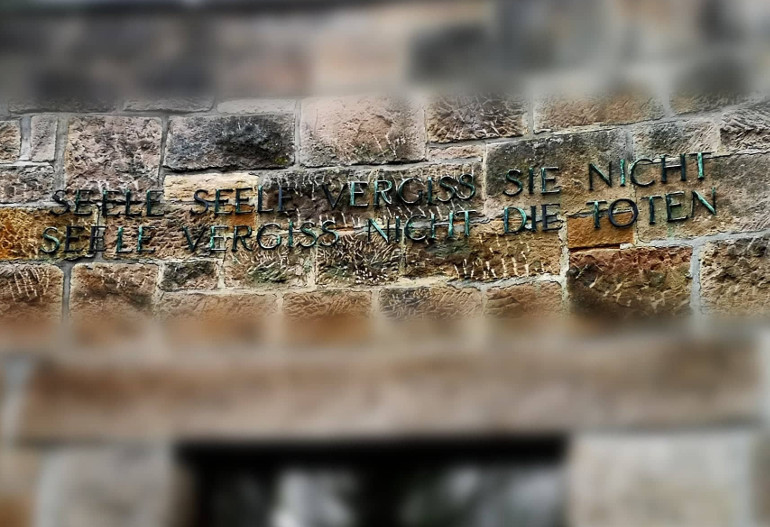 SEELE SEELE VERGISS SIE NICHT
SEELE VERGISS NICHT DIE TOTEN